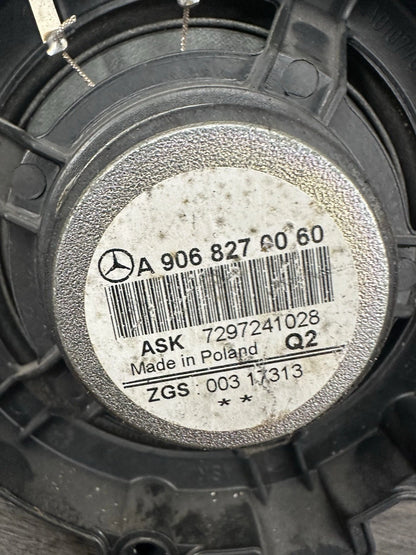 A 906 827 00 60
ASK 7297241028
Made in Poland Q2
ZGS : 003 17313
**